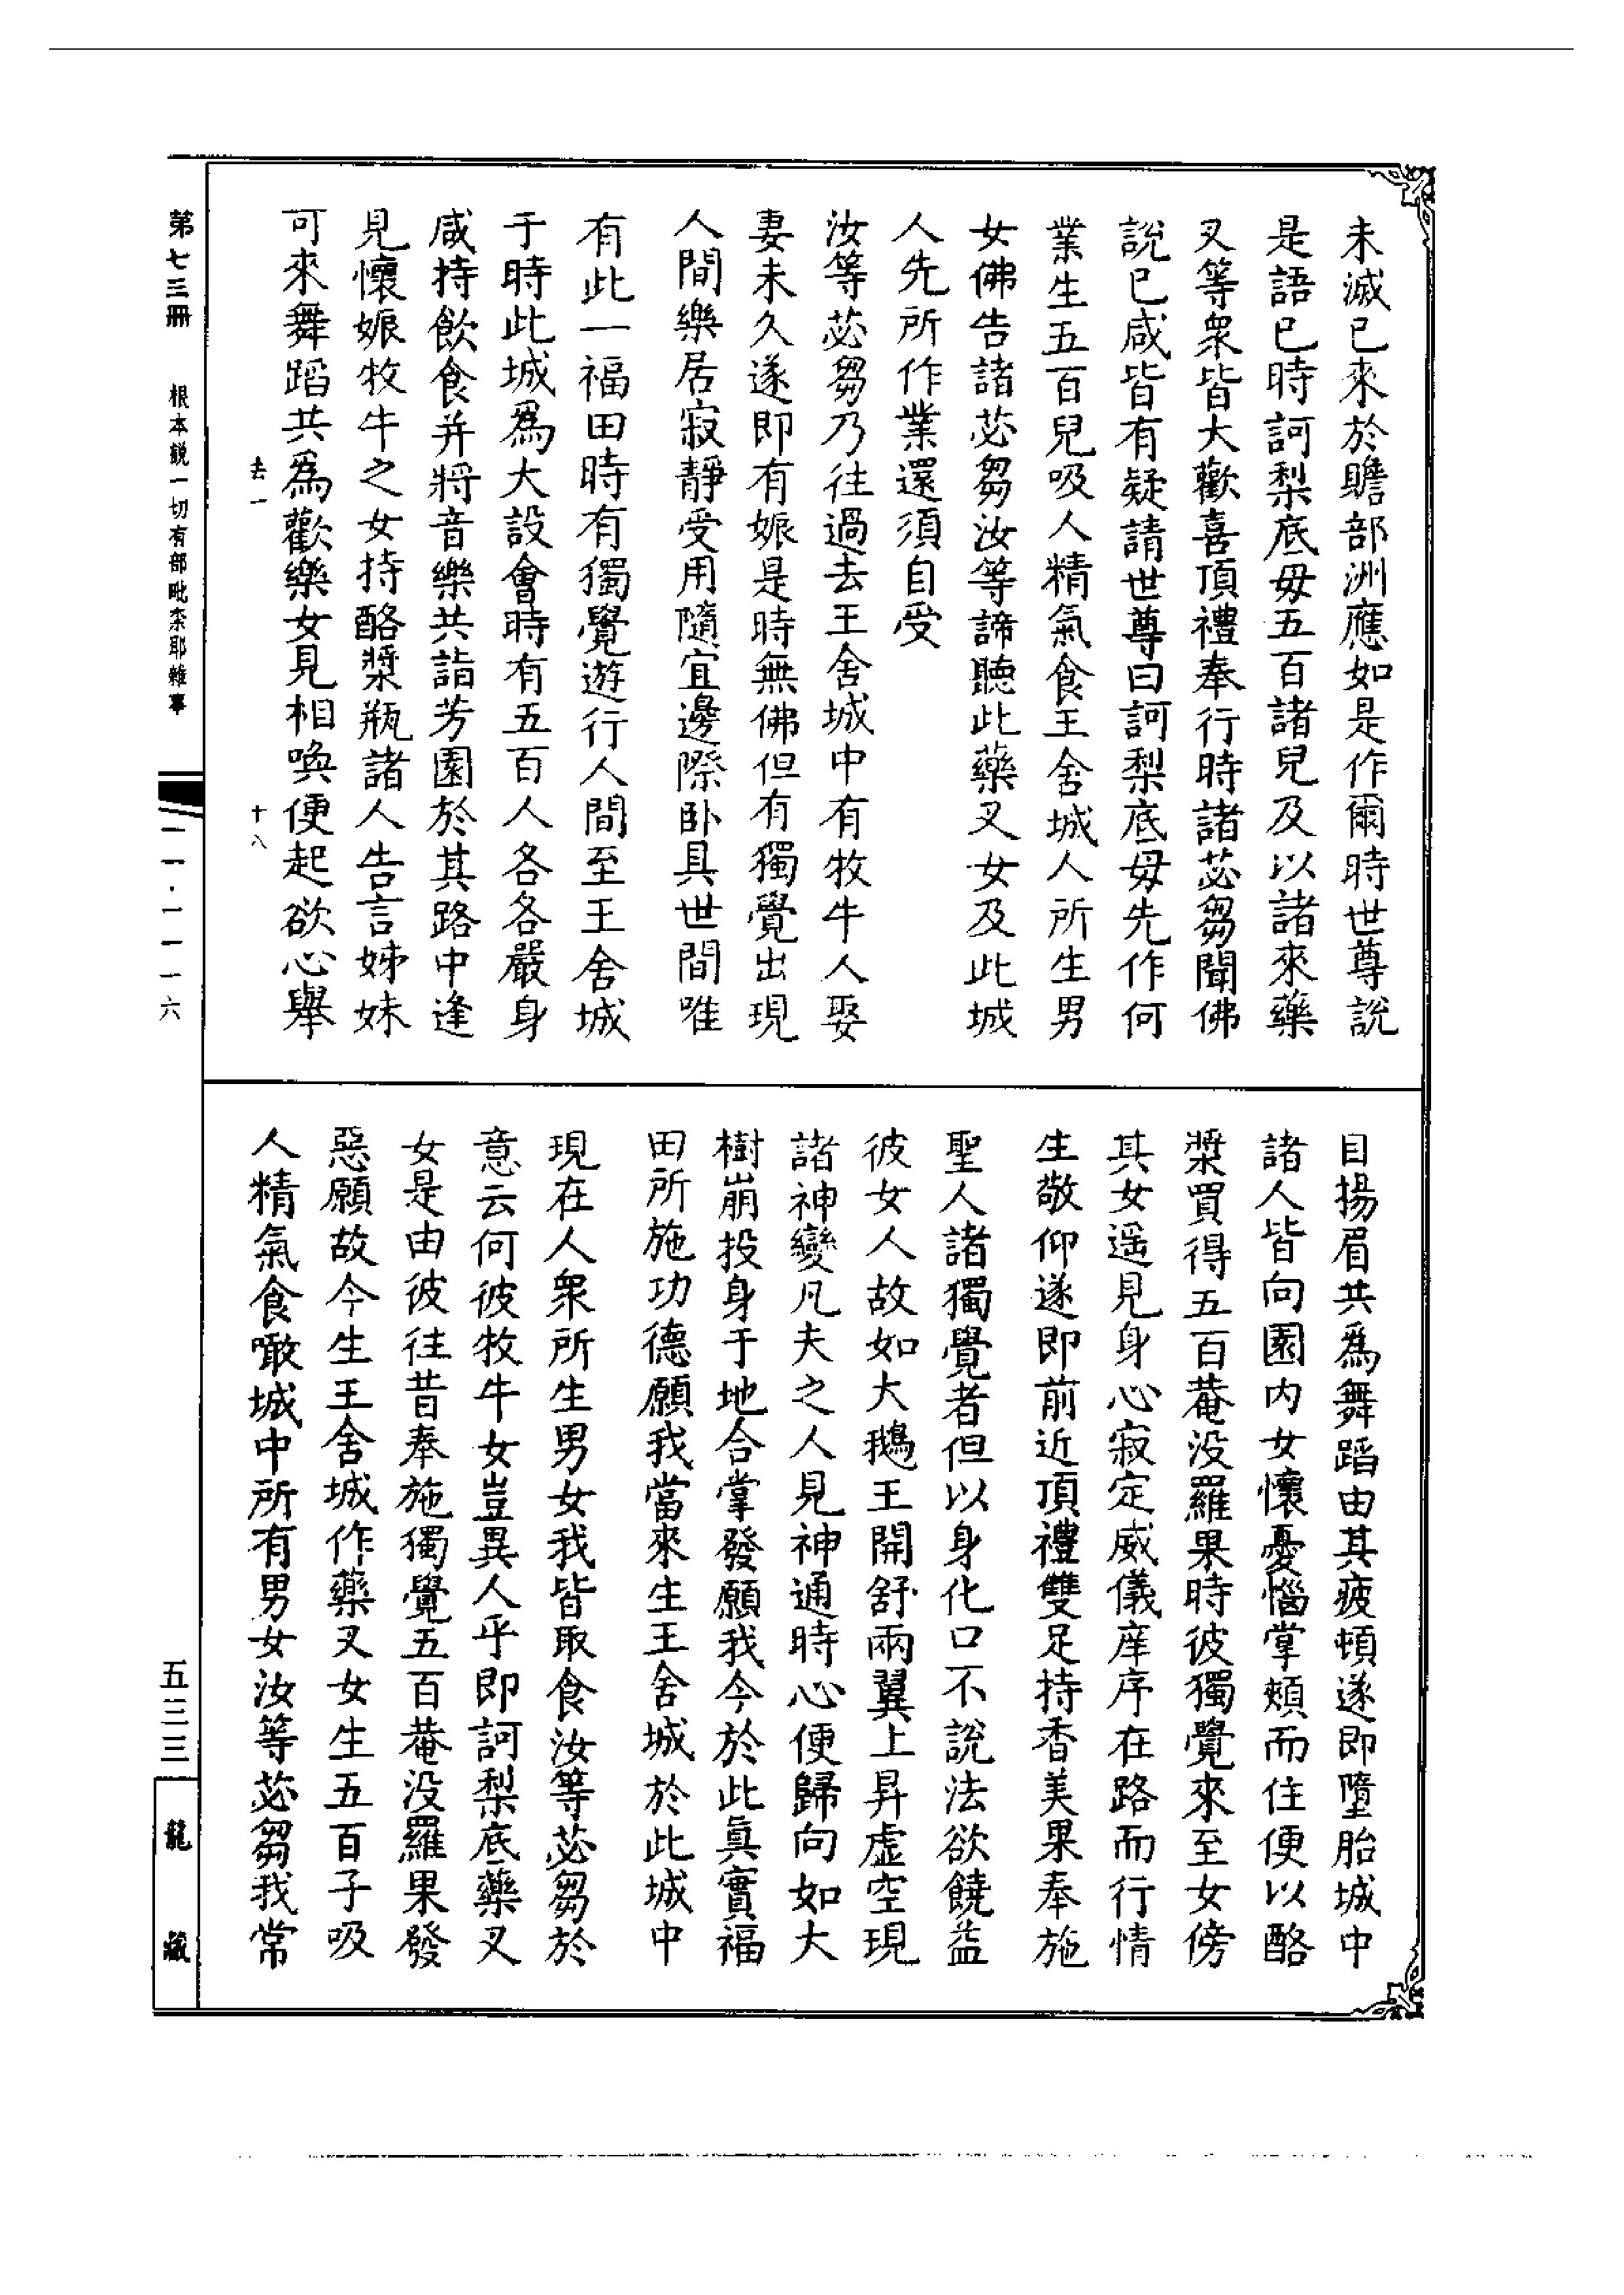 未滅已來於贍部洲應如是作爾時世尊說
是語已時訶梨底毋五百諸兒及以諸來藥
叉等衆皆大歡喜頂禮奉行時諸苾芻聞佛
說已咸皆有疑請世尊曰訶梨底毋先作何
業生五百兒吸人精氣食王舍城人所生男
女佛告諸苾芻汝等諦聽此藥叉女及此城
人先所作業還須自受
汝等苾芻乃往過去王舍城中有牧牛人娶
妻未久遂即有娠是時無佛但有獨覺出現
人間樂居寂靜受用隨宜邊際卧具世間唯
有此一福田時有獨覺遊行人間至王舍城
于時此城爲大設會時有五百人各各嚴身
咸持飲食并將音樂共詣芳園於其路中逢
見懷娠牧牛之女持酪漿瓶諸人告言姊妹
可來舞蹈共爲歡樂女見相喚便起欲心舉
去一
十八
目揚眉共爲舞蹈由其疲頓遂即墮胎城中
諸人皆向園内女懷憂惱掌頰而住便以酪
漿買得五百菴没羅果時彼獨覺來至女傍
其女遥見身心寂定威儀庠序在路而行情
生敬仰遂即前近頂禮雙足持香美果奉施
聖人諸獨覺者但以身化口不説法欲饒益
彼女人故如大鵝王開舒兩翼上昇虚空現
諸神變凡夫之人見神通時心便歸向如大
樹崩投身于地合掌發願我今於此眞實福
田所施功德願我當來生王舍城於此城中
現在人衆所生男女我皆取食汝等苾芻於
意云何彼牧牛女豈異人乎即訶梨底藥叉
女是由彼往昔奉施獨覺五百菴没羅果發
惡願故今生王舍城作藥叉女生五百子吸
人精氣食噉城中所有男女汝等苾芻我常
第七三冊
根本説一切有部毗柰耶雜事
一一·一一一六
五三三
龍藏